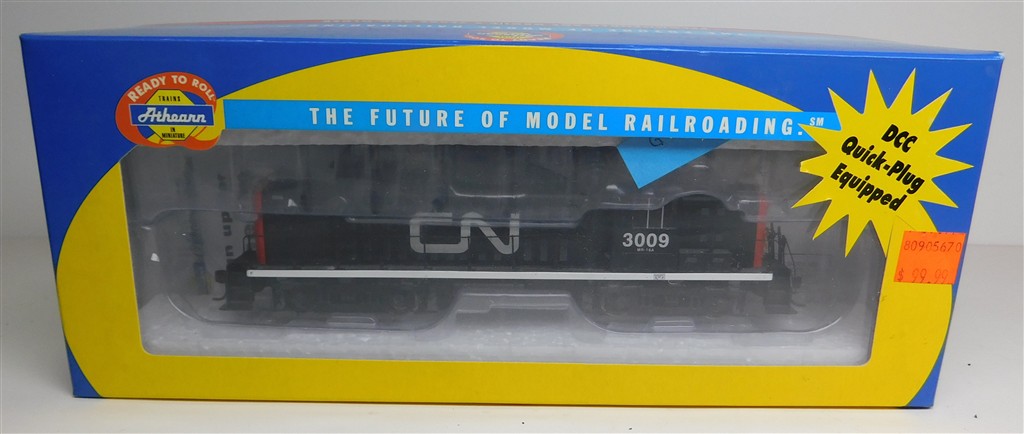 READY TO ROLL
TRAINS
Athearn
IN
MINIATURE
THE FUTURE OF MODEL RAILROADING.SM
DCC
Quick-Plug
Equipped
CN
3009
80905670
$ 99.99